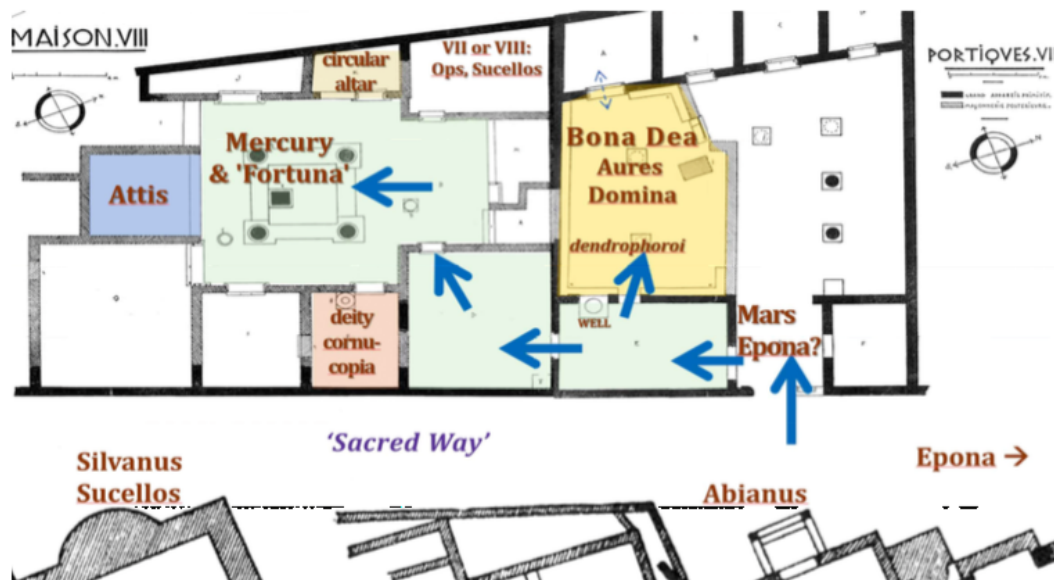 MAISON.VIII
circular
altar
VII or VIII:
Ops, Sucellos
A
B
C
PORTIQVES.VII
Mercury
& 'Fortuna'
Attis
Bona Dea
Aures
Domina
dendrophoroi
WELL
deity
cornu-
copia
Mars
Epona?
'Sacred Way'
Silvanus
Sucellos
Abianus
Epona →